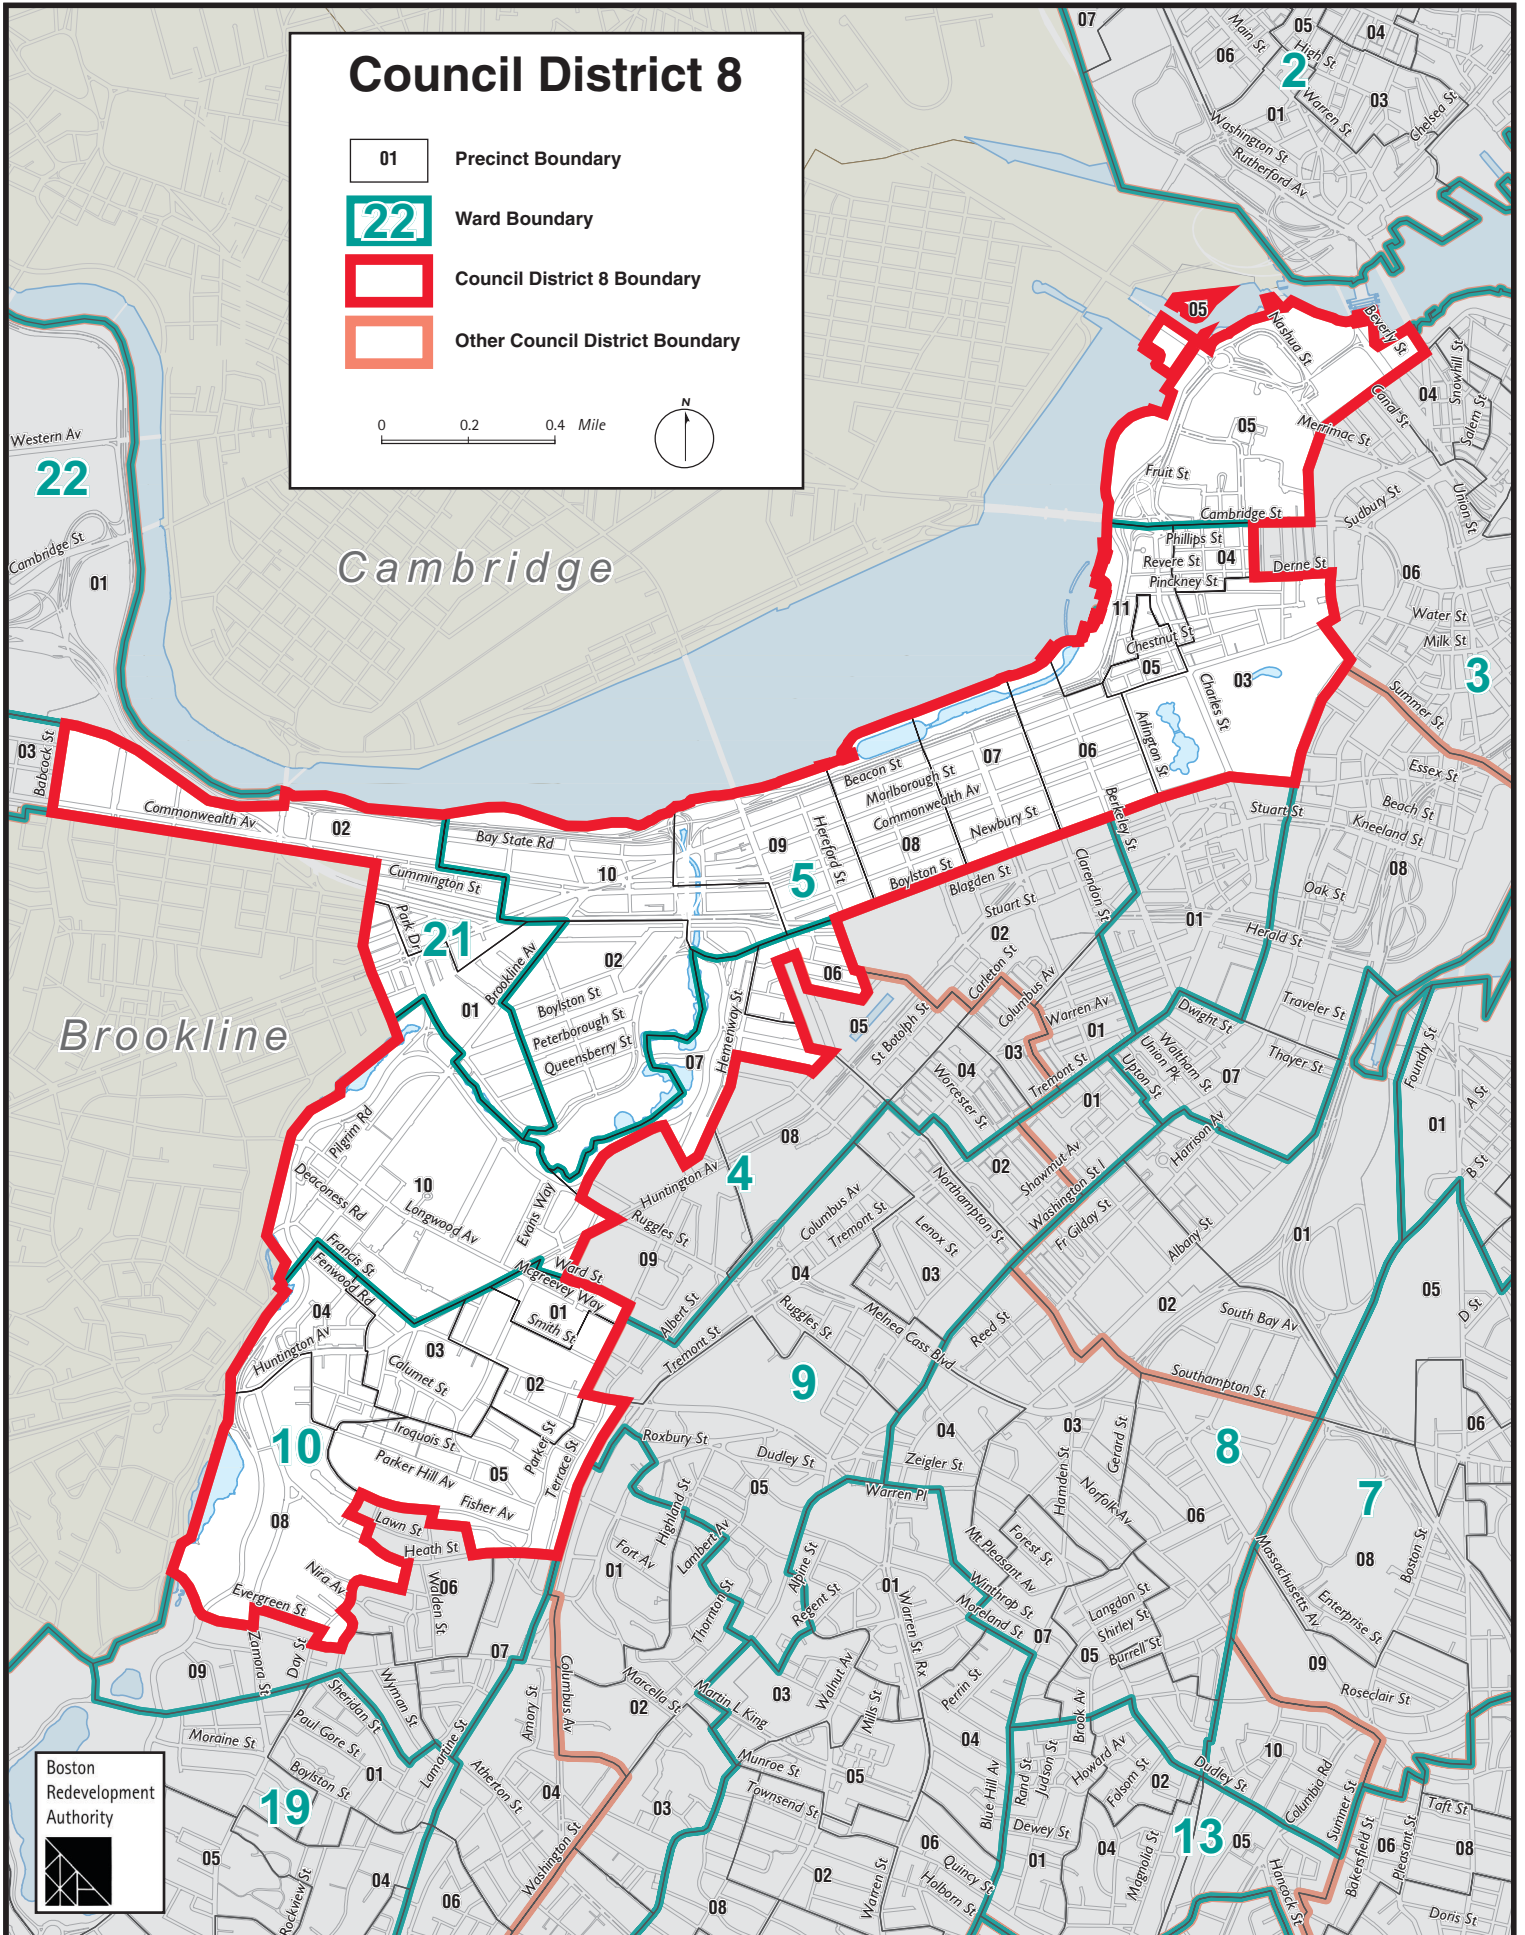 Council District 8
01 Precinct Boundary
22 Ward Boundary
Council District 8 Boundary
Other Council District Boundary
0 0.2 0.4 Mile
N
Cambridge
Brookline
Western Av
22
Cambridge St
01
07
Main St
05
04
06
High St
2
03
01
Warren St
Chelsea St
Washington St
Rutherford Av
05
Nashua St
Beverly St
Snowhill St
04
Canal St
Salem St
05
Merrimac St
Fruit St
Union St
Sudbury St
Cambridge St
Phillips St
Revere St
04
Derne St
06
Pinckney St
11
Water St
Chestnut St
Milk St
05
03
3
Charles St
Summer St
Arlington St
03
Babcock St
07
06
Essex St
Beacon St
Marlborough St
Commonwealth Av
Newbury St
Berkeley St
Stuart St
Beach St
Kneeland St
Commonwealth Av
02
Bay State Rd
09
Hereford St
08
Boylston St
Blagden St
Clarendon St
08
Cummington St
10
5
Stuart St
Oak St
Park Dr
21
02
01
Herald St
02
Brookline Av
06
Carleton St
Columbus Av
01
Boylston St
Peterborough St
Queensberry St
Hemenway St
05
St Botolph St
Warren Av
01
Dwight St
Traveler St
07
03
04
Worcester St
Tremont St
Union Pk
Waltham St
Upton St
07
Thayer St
Foundry St
A St
01
Pilgrim Rd
08
01
Harrison Av
Deaconess Rd
10
Longwood Av
Evans Way
Huntington Av
4
02
Shawmut Av
Washington St
B St
Northampton St
Columbus Av
Tremont St
Lenox St
Fr Gilday St
Albany St
01
Francis St
Fenwood Rd
Ward St
Mcgreevey Way
Ruggles St
09
04
03
04
01
Smith St
Albert St
05
D St
Huntington Av
03
Calumet St
Tremont St
Ruggles St
Melnea Cass Blvd
Reed St
02
South Bay Av
02
9
Southampton St
10
Iroquois St
Parker St
Terrace St
Roxbury St
Dudley St
04
03
Gerard St
8
06
Parker Hill Av
05
Zeigler St
Fisher Av
05
Warren Pl
Hamden St
Norfolk Av
7
08
Lawn St
Heath St
Highland St
Lambert Av
06
Fort Av
Forest St
Mt Pleasant Av
Massachusetts Av
Boston St
08
Nira Av
06
Walden St
01
Alpine St
01
Winthrop St
Moreland St
Langdon St
Shirley St
Enterprise St
Evergreen St
Thornton St
Regent St
Warren St
Rx
07
Burrell St
Zamora St
Day St
07
05
09
09
Wyman St
Columbus Av
Marcella St
Walnut Av
Perrin St
Roseclair St
Sheridan St
Amory St
02
Martin L King
03
Mills St
Brook Av
Moraine St
Paul Gore St
Lamartine St
04
Howard Av
10
Boston
Redevelopment
Authority
Boylston St
01
Atherton St
Munroe St
05
Blue Hill Av
Rand St
Judson St
Folsom St
02
Dudley St
Columbia Rd
19
04
Townsend St
03
Dewey St
13
05
Sumner St
Taft St
05
Washington St
06
04
06
Pleasant St
08
Rockview St
04
06
02
Warren St
Quincy St
Holborn St
01
Magnolia St
Hancock St
Bakersfield St
08
Doris St